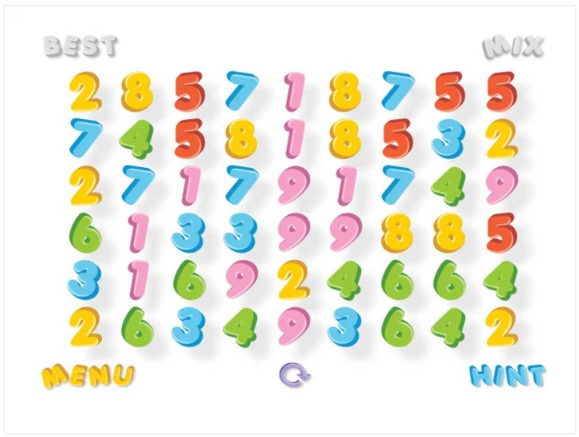 BEST MIX
2 8 5 7 1 8 7 5 5
7 4 5 8 1 8 5 3 2
2 7 1 7 9 1 7 4 9
6 1 3 3 9 9 8 8 5
3 1 6 9 2 4 6 6 4
2 6 3 4 9 3 6 4 2
MENU HINT